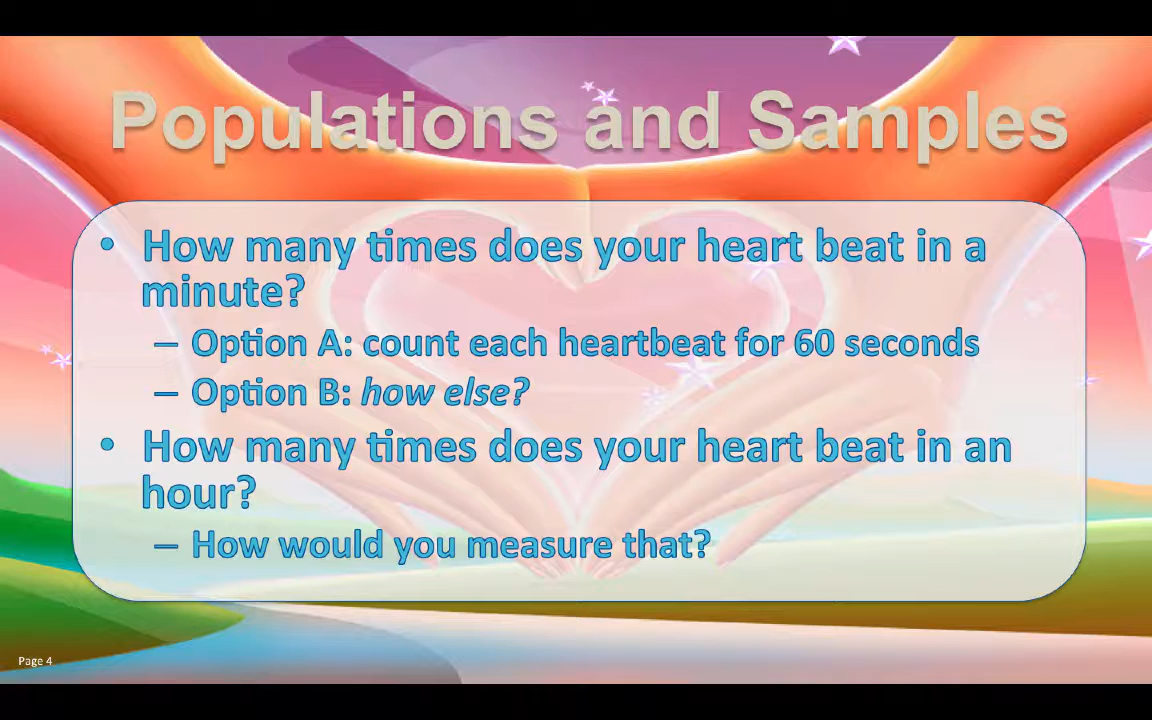 Populations and Samples
• How many times does your heart beat in a
minute?
– Option A: count each heartbeat for 60 seconds
– Option B: how else?
• How many times does your heart beat in an
hour?
– How would you measure that?
Page 4